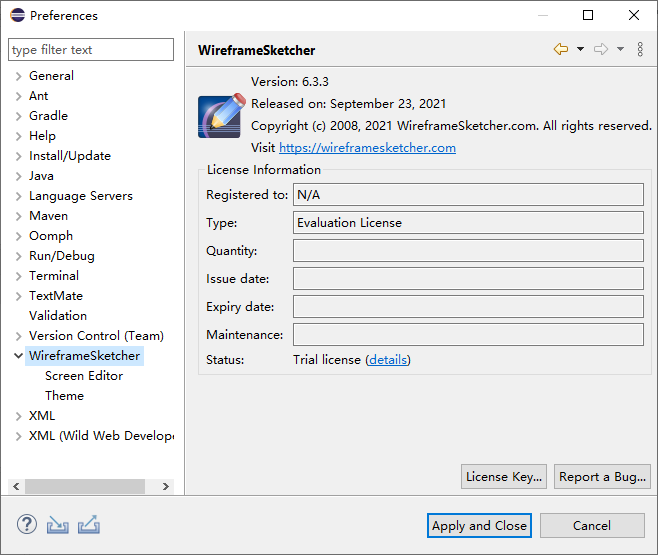 Preferences
type filter text
General
Ant
Gradle
Help
Install/Update
Java
Language Servers
Maven
Oomph
Run/Debug
Terminal
TextMate
Validation
Version Control (Team)
WireframeSketcher
Screen Editor
Theme
XML
XML (Wild Web Develope
WireframeSketcher
Version: 6.3.3
Released on: September 23, 2021
Copyright (c) 2008, 2021 WireframeSketcher.com. All rights reserved.
Visit https://wireframesketcher.com
License Information
Registered to: N/A
Type: Evaluation License
Quantity:
Issue date:
Expiry date:
Maintenance:
Status: Trial license (details)
License Key... Report a Bug...
Apply and Close Cancel